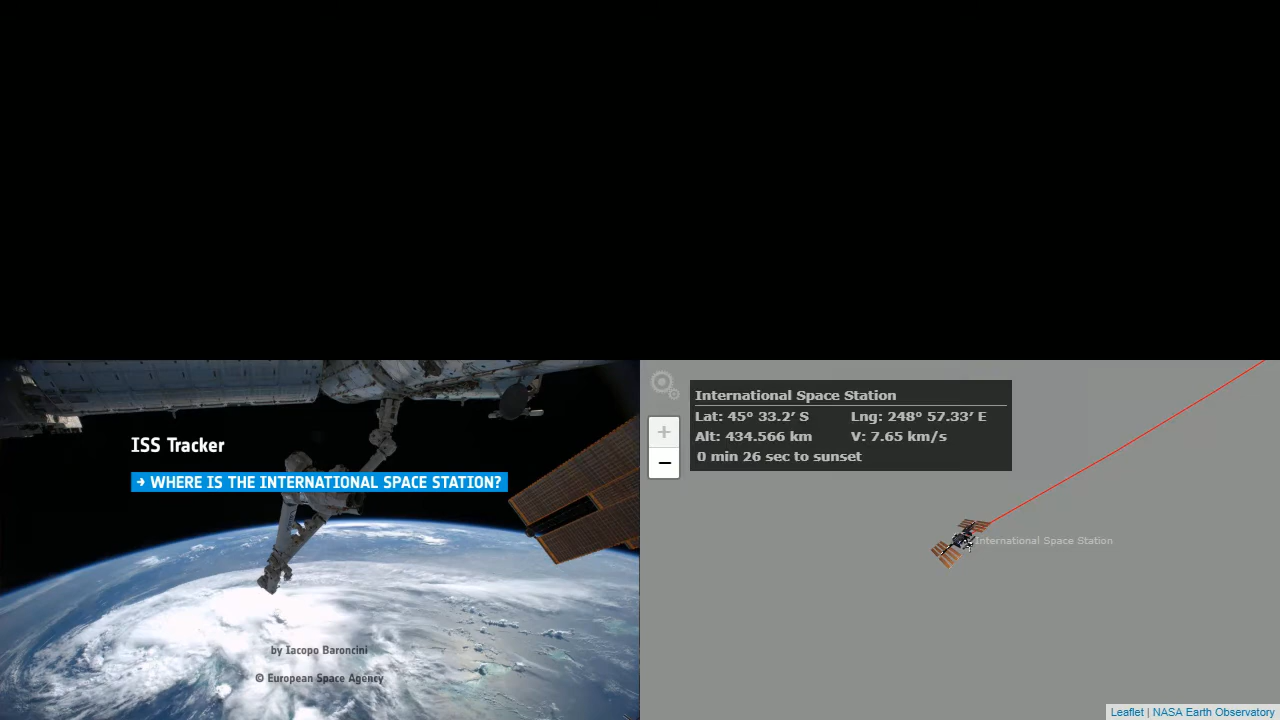 ISS Tracker
→ WHERE IS THE INTERNATIONAL SPACE STATION?
by Iacopo Baroncini
© European Space Agency
+
−
International Space Station
Lat: 45° 33.2′ S Lng: 248° 57.33′ E
Alt: 434.566 km V: 7.65 km/s
0 min 26 sec to sunset
International Space Station
Leaflet | NASA Earth Observatory